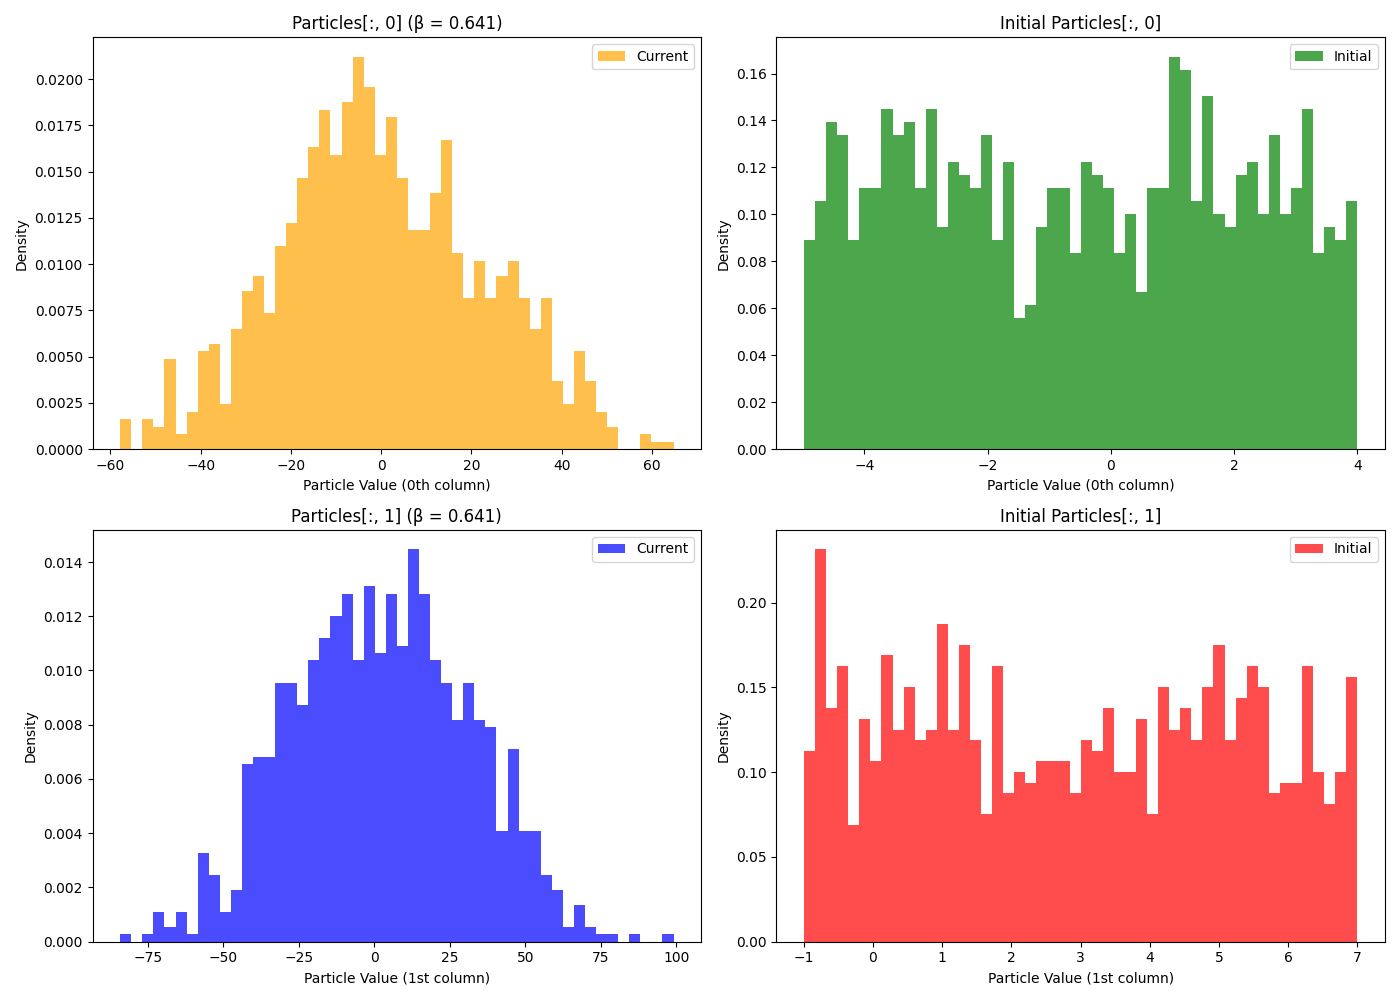 Particles[:, 0] (β = 0.641)
Current
Density
0.0200
0.0175
0.0150
0.0125
0.0100
0.0075
0.0050
0.0025
0.0000
−60 −40 −20 0 20 40 60
Particle Value (0th column)
Initial Particles[:, 0]
Initial
Density
0.16
0.14
0.12
0.10
0.08
0.06
0.04
0.02
0.00
−4 −2 0 2 4
Particle Value (0th column)
Particles[:, 1] (β = 0.641)
Current
Density
0.014
0.012
0.010
0.008
0.006
0.004
0.002
0.000
−75 −50 −25 0 25 50 75 100
Particle Value (1st column)
Initial Particles[:, 1]
Initial
Density
0.20
0.15
0.10
0.05
0.00
−1 0 1 2 3 4 5 6 7
Particle Value (1st column)